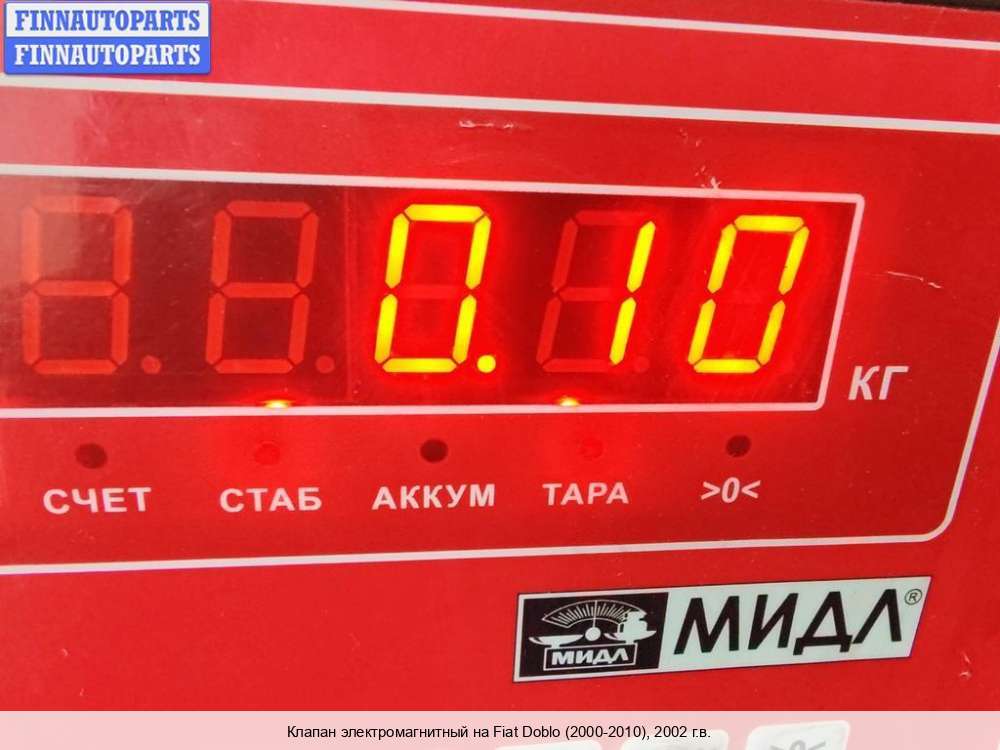 FINNAUTOPARTS
FINNAUTOPARTS
0.10
КГ
СЧЕТ СТАБ АККУМ ТАРА >0<
МИДЛ МИДЛ®
Клапан электромагнитный на Fiat Doblo (2000-2010), 2002 г.в.